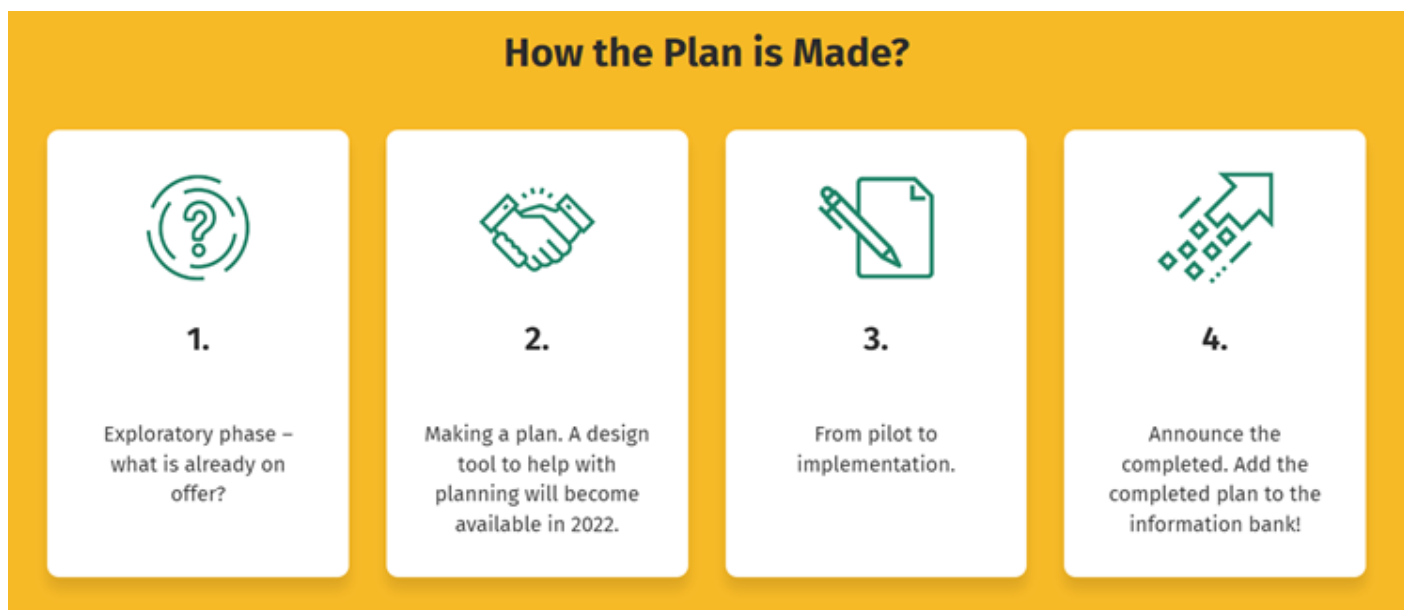 How the Plan is Made?
1.
Exploratory phase –
what is already on
offer?
2.
Making a plan. A design
tool to help with
planning will become
available in 2022.
3.
From pilot to
implementation.
4.
Announce the
completed. Add the
completed plan to the
information bank!